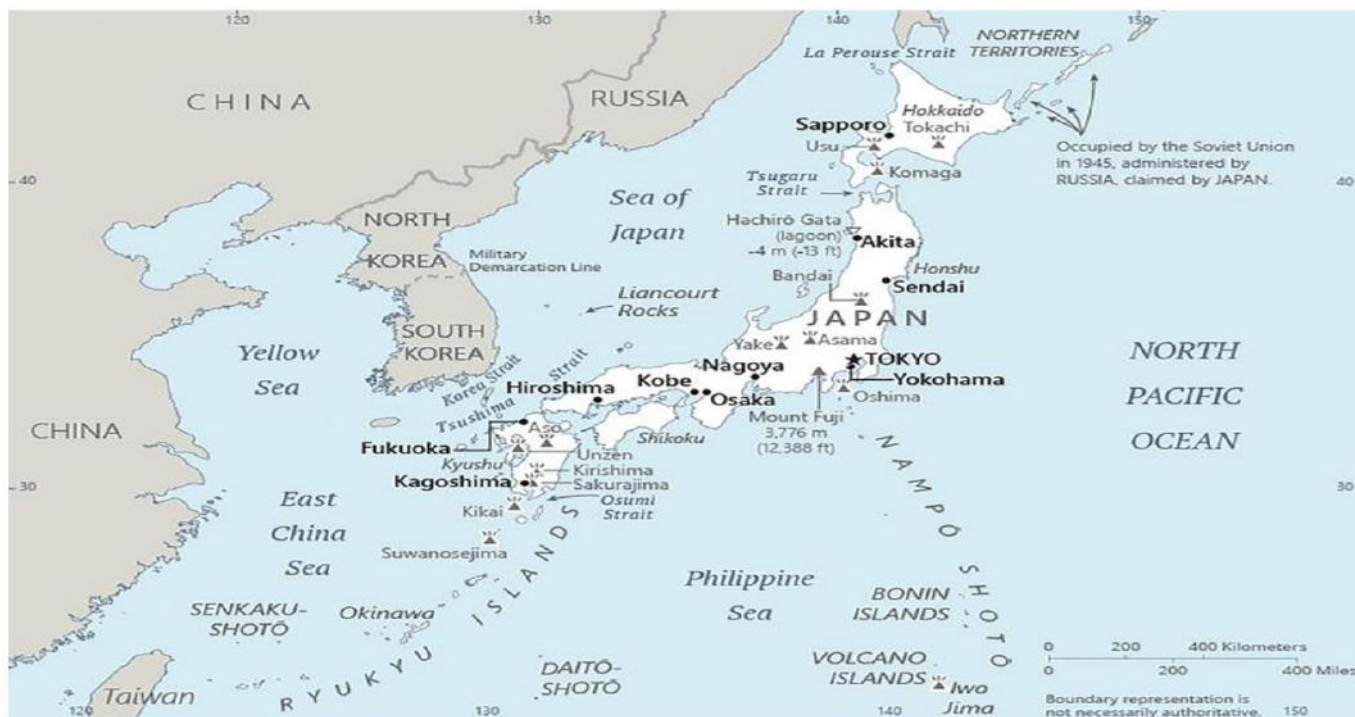 120
130
140
150
NORTHERN
TERRITORIES
La Perouse Strait
CHINA
RUSSIA
Hokkaido
Sapporo
Tokachi
Usu
Komaga
Occupied by the Soviet Union
in 1945, administered by
RUSSIA, claimed by JAPAN.
40
40
Tsugaru
Strait
Sea of
Japan
NORTH
KOREA
Hachirō Gata
(lagoon)
-4 m (-13 ft)
Akita
Military
Demarcation Line
Bandai
Honshu
Sendai
Liancourt
Rocks
JAPAN
SOUTH
KOREA
Yellow
Sea
Yake
Asama
NORTH
PACIFIC
OCEAN
Korea Strait
Tsushima Strait
Hiroshima
Kobe
Nagoya
TOKYO
Yokohama
Osaka
Oshima
Mount Fuji
3,776 m
(12,388 ft)
CHINA
Aso
Shikoku
Fukuoka
Unzen
Kyushu
Kirishima
Kagoshima
Sakurajima
30
30
Osumi
Strait
East
China
Sea
Kikai
Suwanosejima
NAMPŌ SHOTŌ
Philippine
Sea
BONIN
ISLANDS
SENKAKU-
SHOTŌ
Okinawa
RYUKYU ISLANDS
DAITŌ-
SHOTŌ
VOLCANO
ISLANDS
Iwo
Jima
0 200 400 Kilometers
0 200 400 Miles
Boundary representation is
not necessarily authoritative.
Taiwan
120
130
140
150